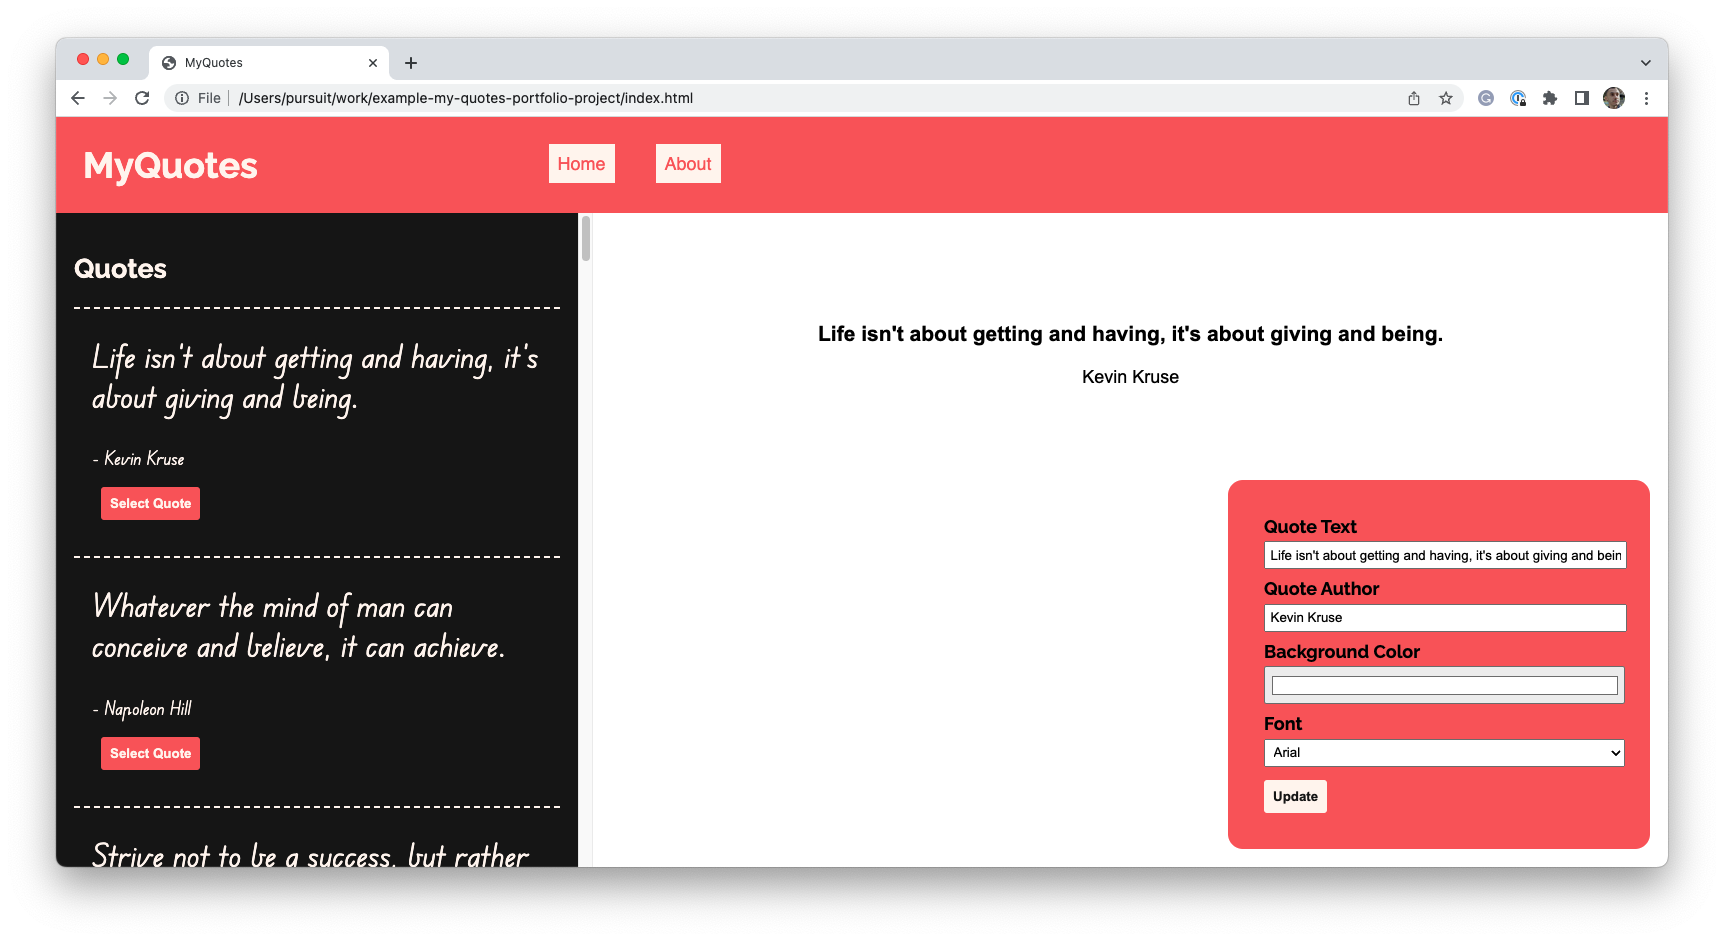 MyQuotes
File
/Users/pursuit/work/example-my-quotes-portfolio-project/index.html
MyQuotes
Home
About
Quotes
Life isn't about getting and having, it's
about giving and being.
- Kevin Kruse
Select Quote
Whatever the mind of man can
conceive and believe, it can achieve.
- Napoleon Hill
Select Quote
Strive not to be a success, but rather
Life isn't about getting and having, it's about giving and being.
Kevin Kruse
Quote Text
Life isn't about getting and having, it's about giving and bein
Quote Author
Kevin Kruse
Background Color
Font
Arial
Update